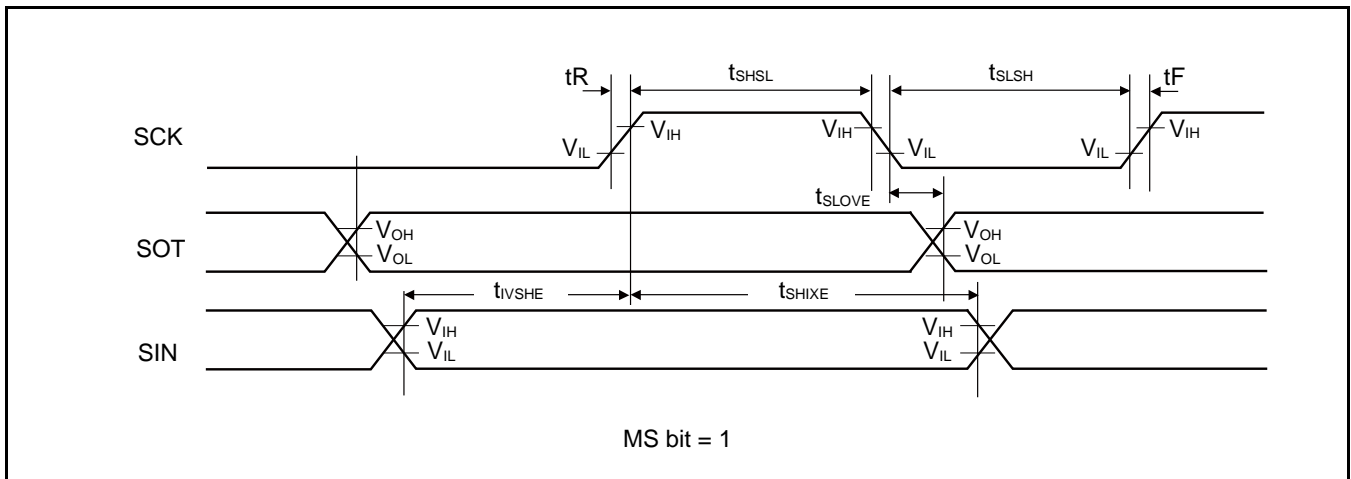 tR tSHSL tSLSH tF
SCK VIH VIH VIH
VIL VIL VIL
tSLOVE
SOT VOH VOH
VOL VOL
tIVSHE tSHIXE
SIN VIH VIH
VIL VIL
MS bit = 1